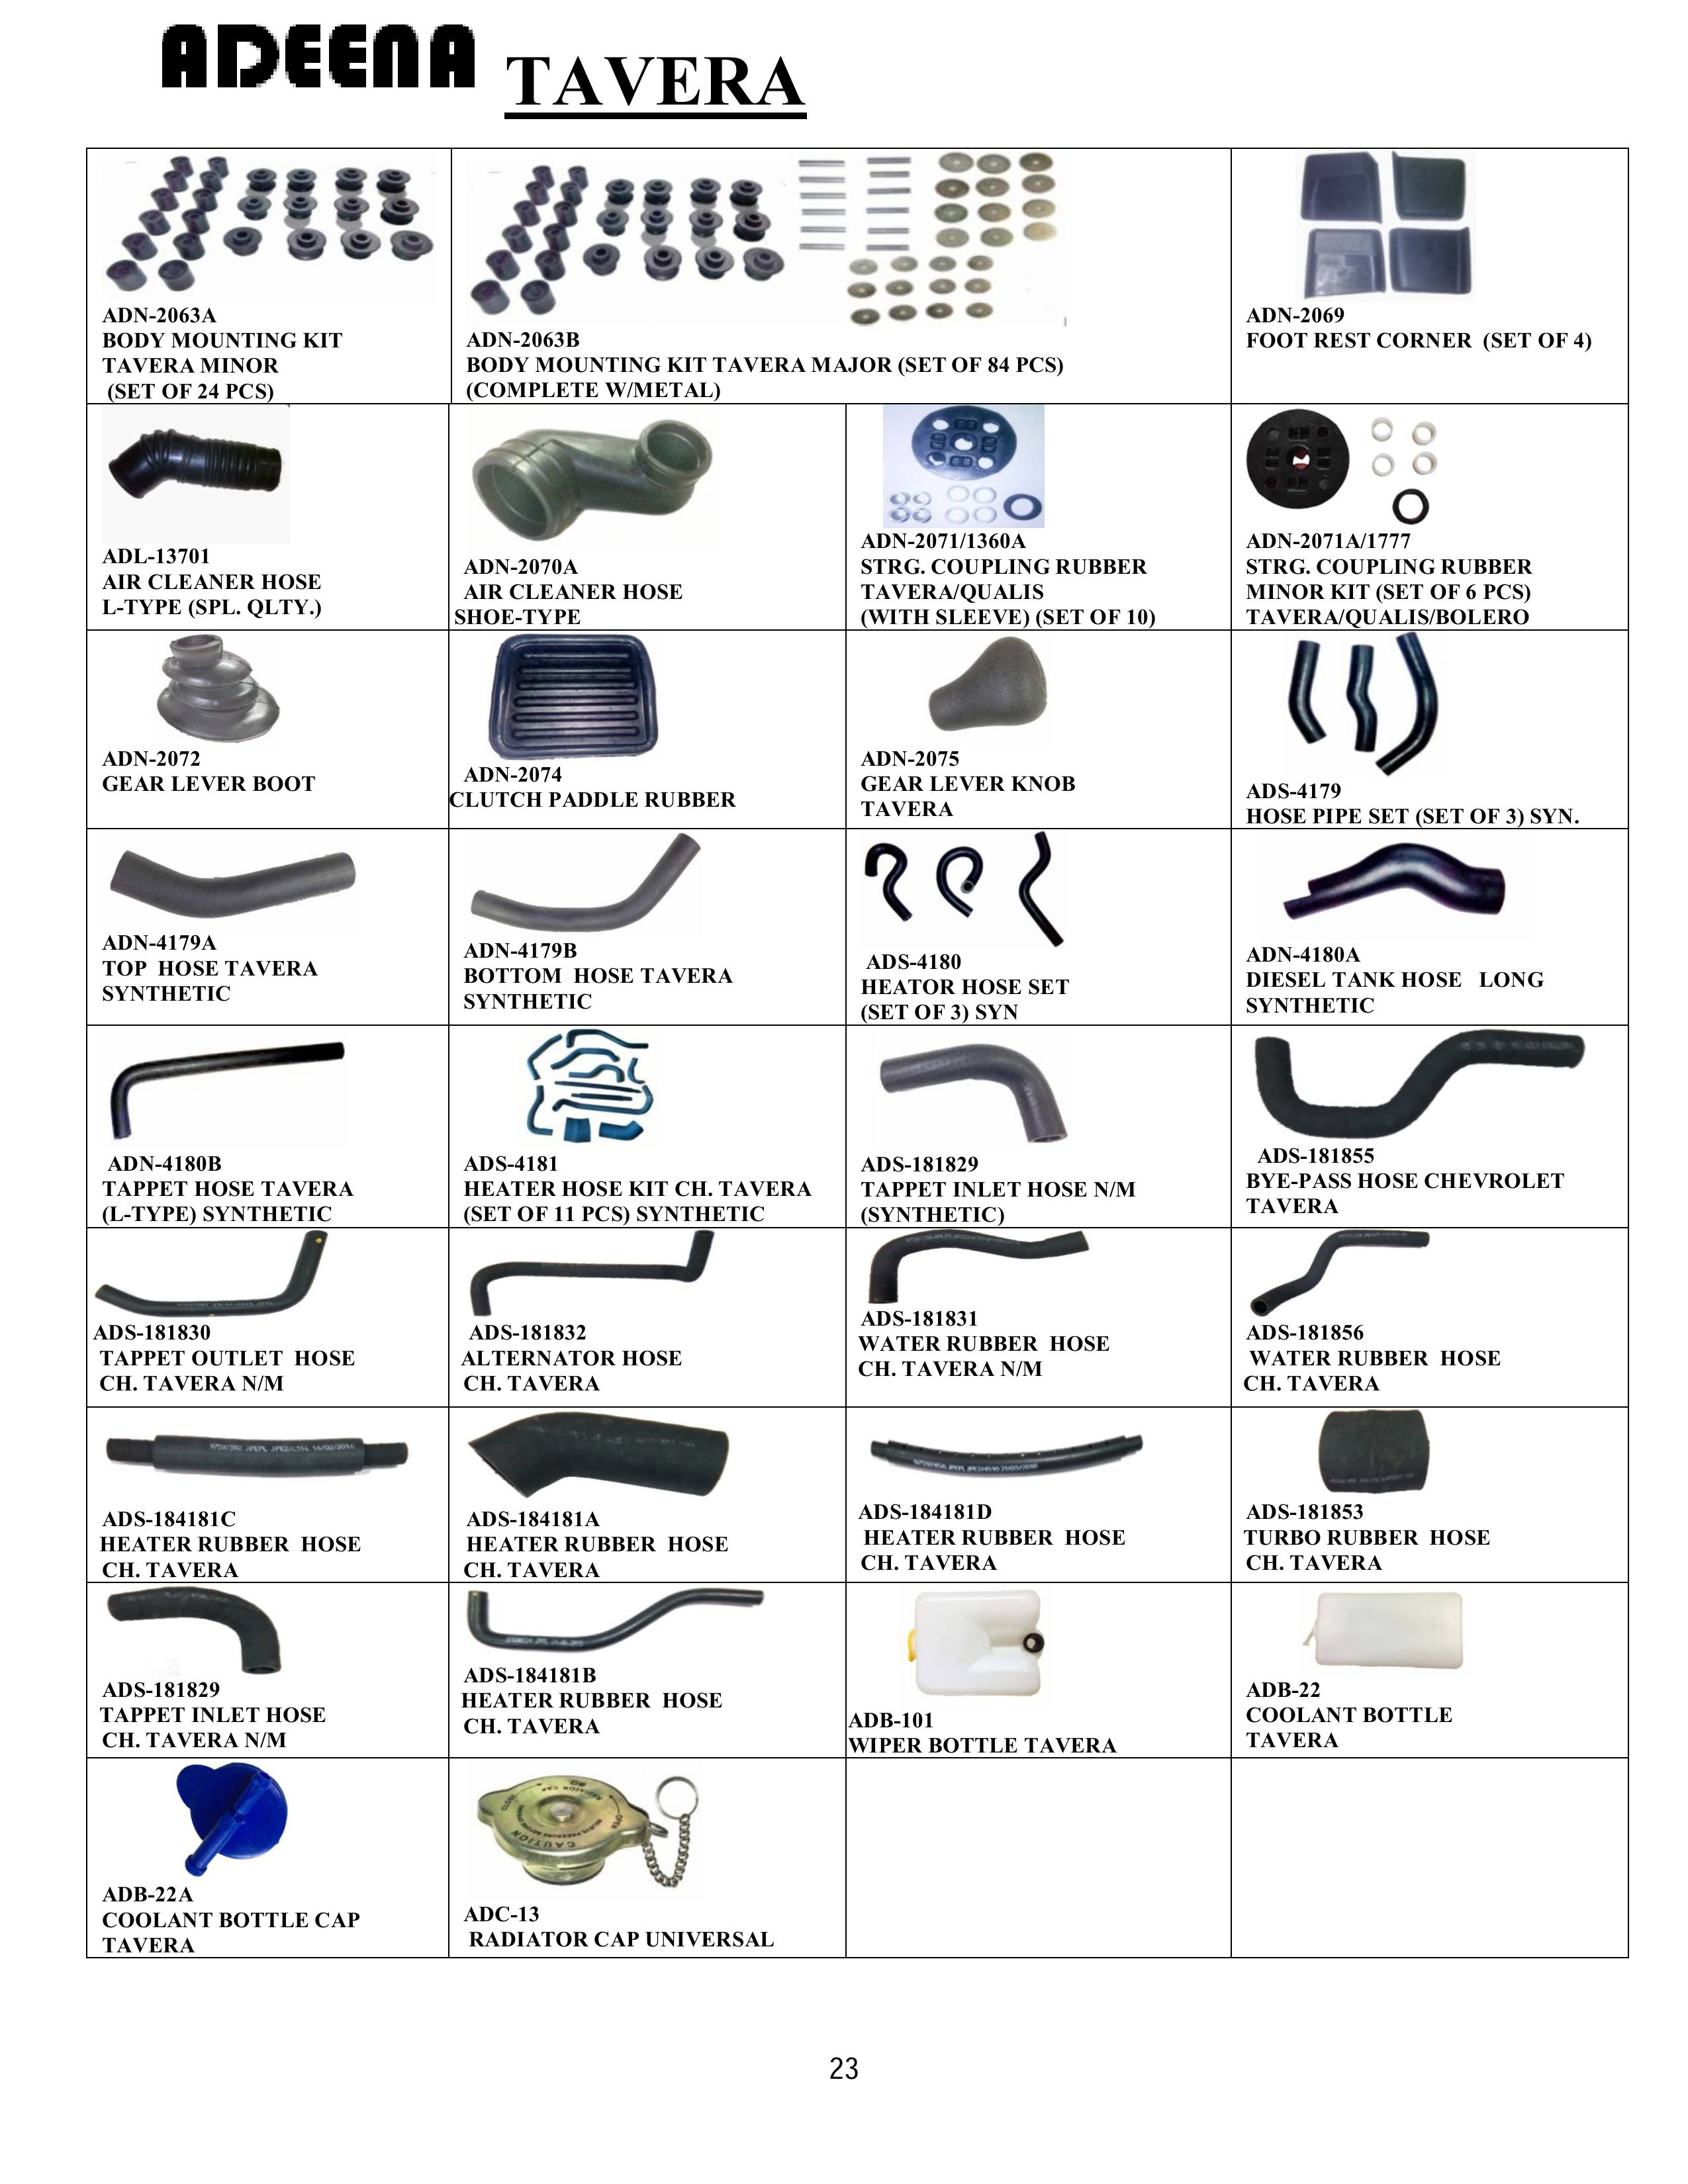 ADEENA TAVERA
ADN-2063A
BODY MOUNTING KIT
TAVERA MINOR
(SET OF 24 PCS)
ADN-2063B
BODY MOUNTING KIT TAVERA MAJOR (SET OF 84 PCS)
(COMPLETE W/METAL)
ADN-2069
FOOT REST CORNER (SET OF 4)
ADL-13701
AIR CLEANER HOSE
L-TYPE (SPL. QLTY.)
ADN-2070A
AIR CLEANER HOSE
SHOE-TYPE
ADN-2071/1360A
STRG. COUPLING RUBBER
TAVERA/QUALIS
(WITH SLEEVE) (SET OF 10)
ADN-2071A/1777
STRG. COUPLING RUBBER
MINOR KIT (SET OF 6 PCS)
TAVERA/QUALIS/BOLERO
ADN-2072
GEAR LEVER BOOT
ADN-2074
CLUTCH PADDLE RUBBER
ADN-2075
GEAR LEVER KNOB
TAVERA
ADS-4179
HOSE PIPE SET (SET OF 3) SYN.
ADN-4179A
TOP HOSE TAVERA
SYNTHETIC
ADN-4179B
BOTTOM HOSE TAVERA
SYNTHETIC
ADS-4180
HEATOR HOSE SET
(SET OF 3) SYN
ADN-4180A
DIESEL TANK HOSE LONG
SYNTHETIC
ADN-4180B
TAPPET HOSE TAVERA
(L-TYPE) SYNTHETIC
ADS-4181
HEATER HOSE KIT CH. TAVERA
(SET OF 11 PCS) SYNTHETIC
ADS-181829
TAPPET INLET HOSE N/M
(SYNTHETIC)
ADS-181855
BYE-PASS HOSE CHEVROLET
TAVERA
ADS-181830
TAPPET OUTLET HOSE
CH. TAVERA N/M
ADS-181832
ALTERNATOR HOSE
CH. TAVERA
ADS-181831
WATER RUBBER HOSE
CH. TAVERA N/M
ADS-181856
WATER RUBBER HOSE
CH. TAVERA
ADS-184181C
HEATER RUBBER HOSE
CH. TAVERA
ADS-184181A
HEATER RUBBER HOSE
CH. TAVERA
ADS-184181D
HEATER RUBBER HOSE
CH. TAVERA
ADS-181853
TURBO RUBBER HOSE
CH. TAVERA
ADS-181829
TAPPET INLET HOSE
CH. TAVERA N/M
ADS-184181B
HEATER RUBBER HOSE
CH. TAVERA
ADB-101
WIPER BOTTLE TAVERA
ADB-22
COOLANT BOTTLE
TAVERA
ADB-22A
COOLANT BOTTLE CAP
TAVERA
RADIATOR CAP
OPEN
CAUTION
ADC-13
RADIATOR CAP UNIVERSAL
23